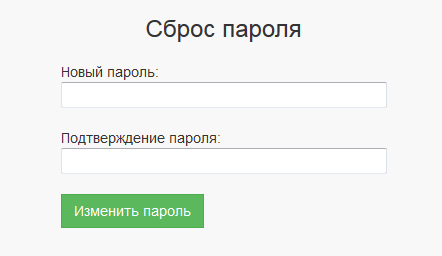 Сброс пароля
Новый пароль:
Подтверждение пароля:
Изменить пароль